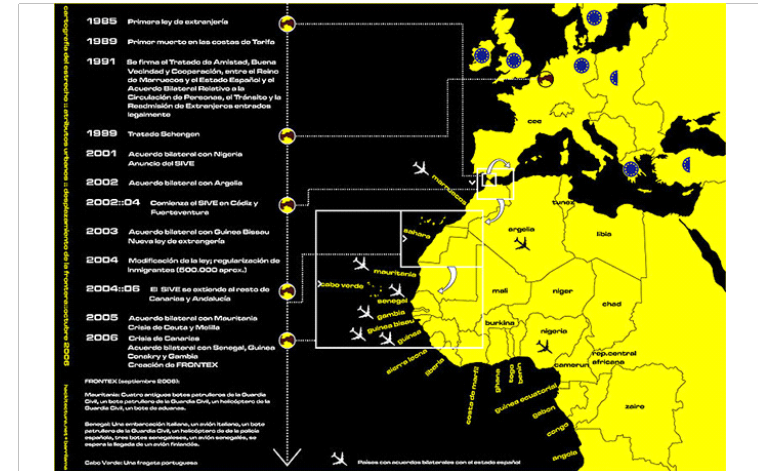 cartografía del estrecho :: atributos urbanos :: desplazamiento de la frontera:octubre 2006
1985 Primera ley de extranjería
1989 Primer muerto en las costas de Tarifa
1991 Se firma el Tratado de Amistad, Buena
Vecindad y Cooperación, entre el Reino
de Marruecos y el Estado Español y el
Acuerdo Bilateral Relativo a la
Circulación de Personas, el Tránsito y la
Readmisión de Extranjeros entrados
legalmente
1999 Tratado Schengen
2001 Acuerdo bilateral con Nigeria
Anuncio del SIVE
2002 Acuerdo bilateral con Argelia
2002::04 Comienza el SIVE en Cádiz y
Fuerteventura
2003 Acuerdo bilateral con Guinea Bissau
Nueva ley de extrangería
2004 Modificación de la ley; regularización de
inmigrantes (600.000 aprox.)
2004::06 El SIVE se extiende al resto de
Canarias y Andalucía
2005 Acuerdo bilateral con Mauritania
Crisis de Ceuta y Melilla
2006 Crisis de Canarias
Acuerdo bilateral con Senegal, Guinea
Conakry y Gambia
Creación de FRONTEX
FRONTEX (septiembre 2006):
Mauritania: Cuatro antiguos botes patrulleros de la Guardia
Civil, un bote patrullero de la Guardia Civil, un helicóptero de la
Guardia Civil, un bote de aduanas.
Senegal: Una embarcación italiana, un avión italiano, un bote
patrullero de la Guardia Civil, un helicóptero de de la policía
española, tres botes senegaleses, un avión senegalés, se
espera la llegada de un avión finlandés.
Cabo Verde: Una fragata portuguesa
cec
marruecos
tunez
argelia
libia
sahara
mauritania
cabo verde
senegal
gambia
guinea bisau
guinea
sierra leona
liberia
mali
niger
chad
burkina
nigeria
costa de marfil
ghana
togo
benin
camerun
rep.central
africana
guinea ecuatorial
gabon
congo
zaire
angola
Países con acuerdos bilaterales con el estado español